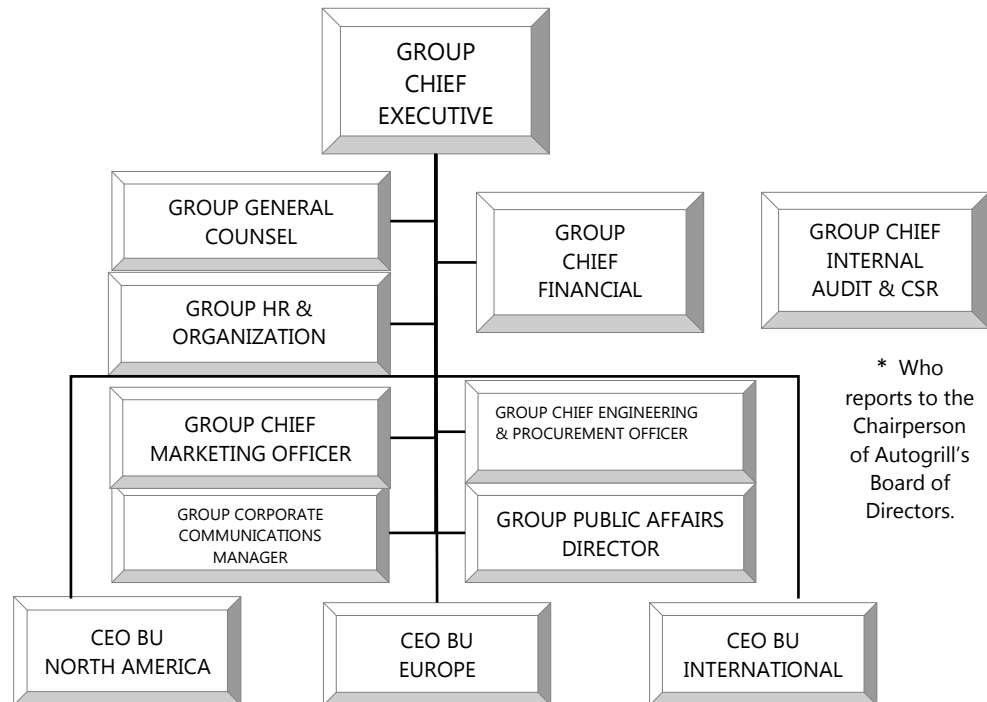 GROUP
CHIEF
EXECUTIVE
GROUP GENERAL
COUNSEL
GROUP
CHIEF
FINANCIAL
GROUP CHIEF
INTERNAL
AUDIT & CSR
GROUP HR &
ORGANIZATION
* Who
reports to the
Chairperson
of Autogrill’s
Board of
Directors.
GROUP CHIEF
MARKETING OFFICER
GROUP CHIEF ENGINEERING
& PROCUREMENT OFFICER
GROUP CORPORATE
COMMUNICATIONS
MANAGER
GROUP PUBLIC AFFAIRS
DIRECTOR
CEO BU
NORTH AMERICA
CEO BU
EUROPE
CEO BU
INTERNATIONAL